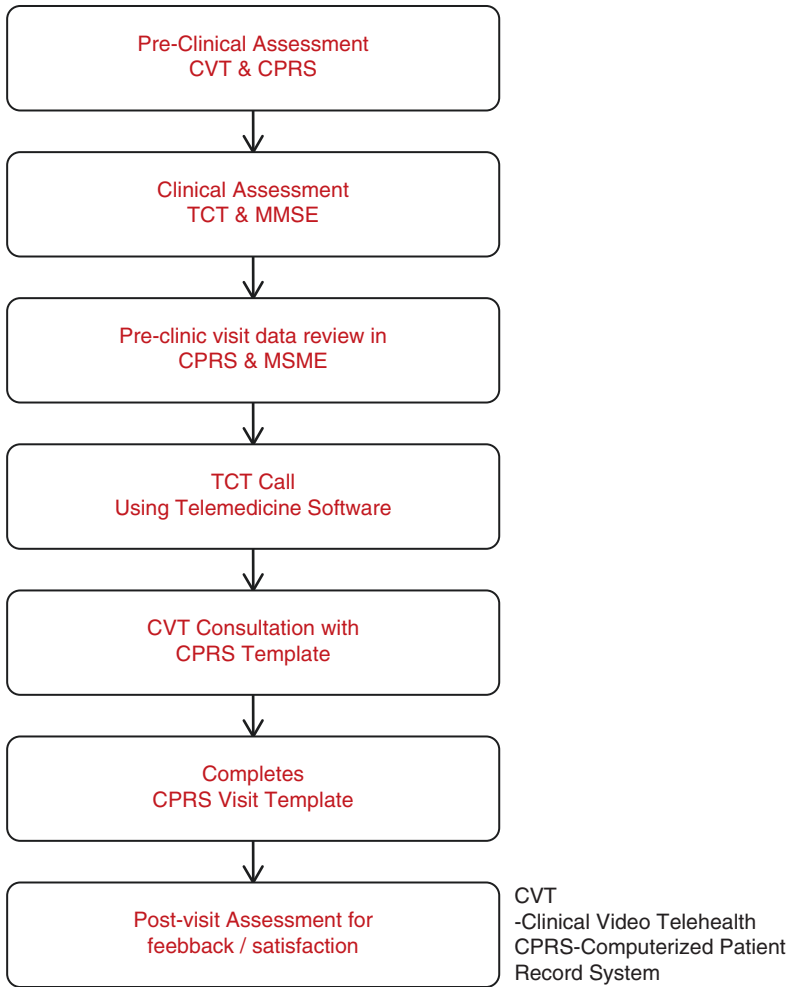 Pre-Clinical Assessment
CVT & CPRS
Clinical Assessment
TCT & MMSE
Pre-clinic visit data review in
CPRS & MSME
TCT Call
Using Telemedicine Software
CVT Consultation with
CPRS Template
Completes
CPRS Visit Template
Post-visit Assessment for
feebback / satisfaction
CVT
-Clinical Video Telehealth
CPRS-Computerized Patient
Record System